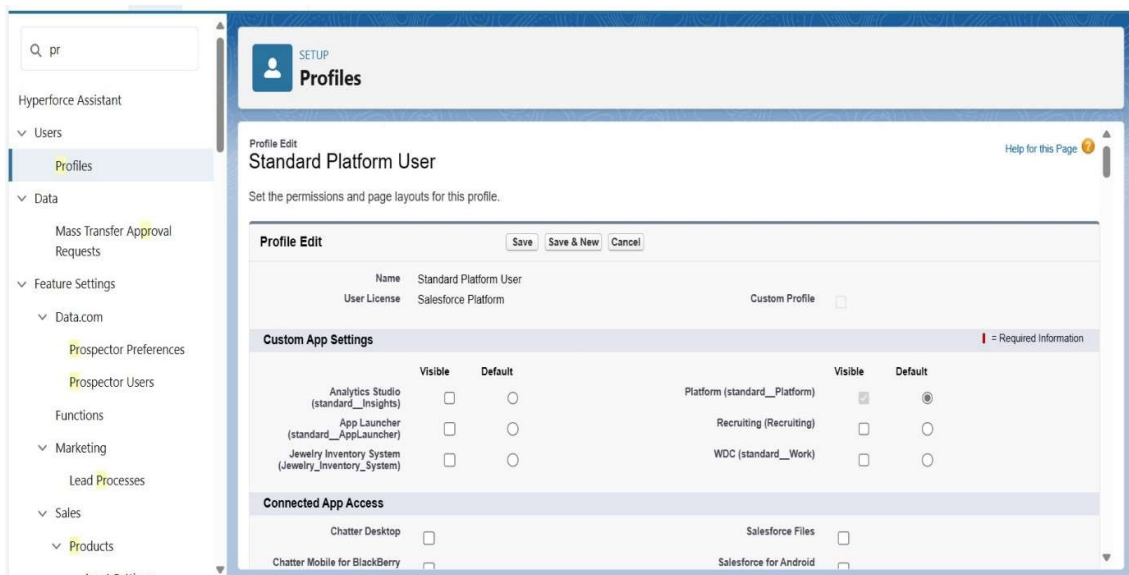 pr
Hyperforce Assistant
Users
Profiles
Data
Mass Transfer Approval
Requests
Feature Settings
Data.com
Prospector Preferences
Prospector Users
Functions
Marketing
Lead Processes
Sales
Products
SETUP
Profiles
Profile Edit
Standard Platform User
Help for this Page
Set the permissions and page layouts for this profile.
Profile Edit Save Save & New Cancel
Name Standard Platform User
User License Salesforce Platform Custom Profile
Custom App Settings = Required Information
Visible Default Visible Default
Analytics Studio
(standard__Insights)
Platform (standard__Platform)
App Launcher
(standard__AppLauncher)
Recruiting (Recruiting)
Jewelry Inventory System
(Jewelry_Inventory_System)
WDC (standard__Work)
Connected App Access
Chatter Desktop Salesforce Files
Chatter Mobile for BlackBerry Salesforce for Android